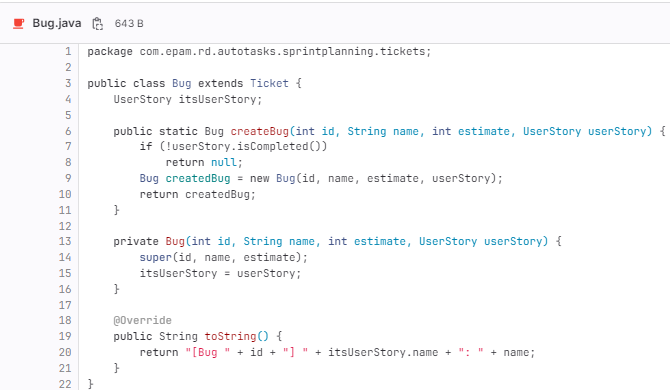 Bug.java 643 B
1 package com.epam.rd.autotasks.sprintplanning.tickets;
2
3 public class Bug extends Ticket {
4     UserStory itsUserStory;
5
6     public static Bug createBug(int id, String name, int estimate, UserStory userStory) {
7         if (!userStory.isCompleted())
8             return null;
9         Bug createdBug = new Bug(id, name, estimate, userStory);
10         return createdBug;
11     }
12
13     private Bug(int id, String name, int estimate, UserStory userStory) {
14         super(id, name, estimate);
15         itsUserStory = userStory;
16     }
17
18     @Override
19     public String toString() {
20         return "[Bug " + id + "] " + itsUserStory.name + ": " + name;
21     }
22 }